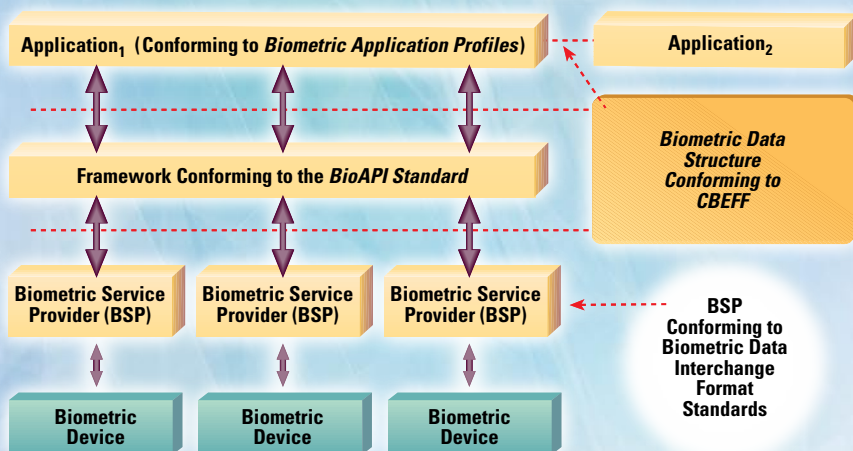 Application₁ (Conforming to Biometric Application Profiles)
Application₂
Biometric Data
Structure
Conforming to
CBEFF
Framework Conforming to the BioAPI Standard
Biometric Service
Provider (BSP)
Biometric Service
Provider (BSP)
Biometric Service
Provider (BSP)
BSP
Conforming to
Biometric Data
Interchange
Format
Standards
Biometric
Device
Biometric
Device
Biometric
Device